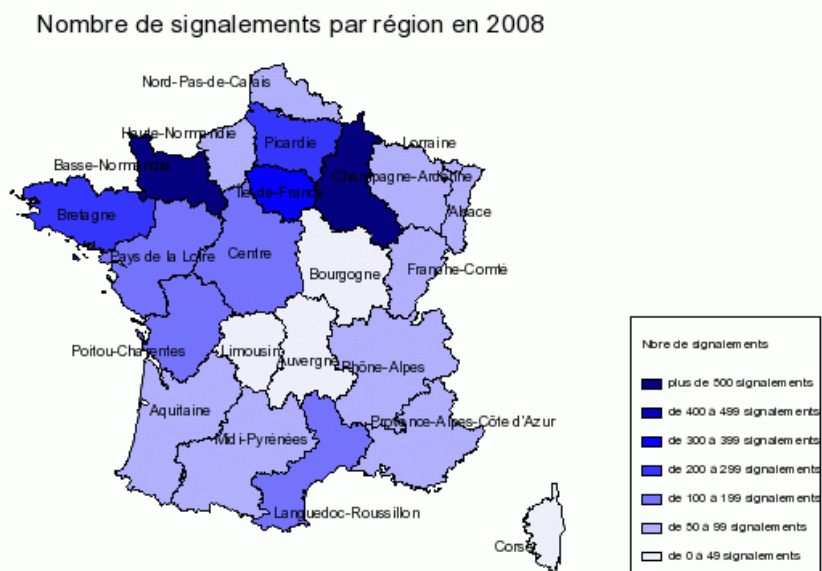 Nombre de signalements par région en 2008
Nord-Pas-de-Calais
Haute-Normandie
Picardie
Lorraine
Basse-Normandie
Champagne-Ardenne
Île-de-France
Alsace
Bretagne
Pays de la Loire
Centre
Bourgogne
Franche-Comté
Poitou-Charentes
Limousin
Auvergne
Rhône-Alpes
Aquitaine
Provence-Alpes-Côte d'Azur
Midi-Pyrénées
Languedoc-Roussillon
Corse
Nbre de signalements
plus de 500 signalements
de 400 à 499 signalements
de 300 à 399 signalements
de 200 à 299 signalements
de 100 à 199 signalements
de 50 à 99 signalements
de 0 à 49 signalements